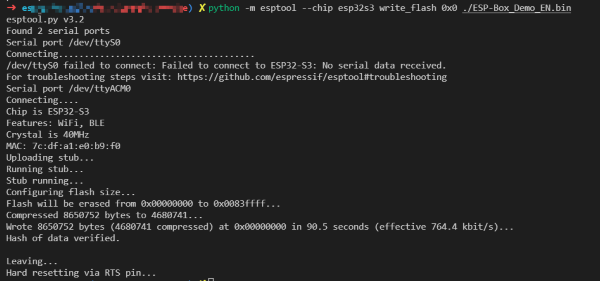 → es e) ✗ python -m esptool --chip esp32s3 write_flash 0x0 ./ESP-Box_Demo_EN.bin
esptool.py v3.2
Found 2 serial ports
Serial port /dev/ttyS0
Connecting......................................
/dev/ttyS0 failed to connect: Failed to connect to ESP32-S3: No serial data received.
For troubleshooting steps visit: https://github.com/espressif/esptool#troubleshooting
Serial port /dev/ttyACM0
Connecting....
Chip is ESP32-S3
Features: WiFi, BLE
Crystal is 40MHz
MAC: 7c:df:a1:e0:b9:f0
Uploading stub...
Running stub...
Stub running...
Configuring flash size...
Flash will be erased from 0x00000000 to 0x0083ffff...
Compressed 8650752 bytes to 4680741...
Wrote 8650752 bytes (4680741 compressed) at 0x00000000 in 90.5 seconds (effective 764.4 kbit/s)...
Hash of data verified.
Leaving...
Hard resetting via RTS pin...